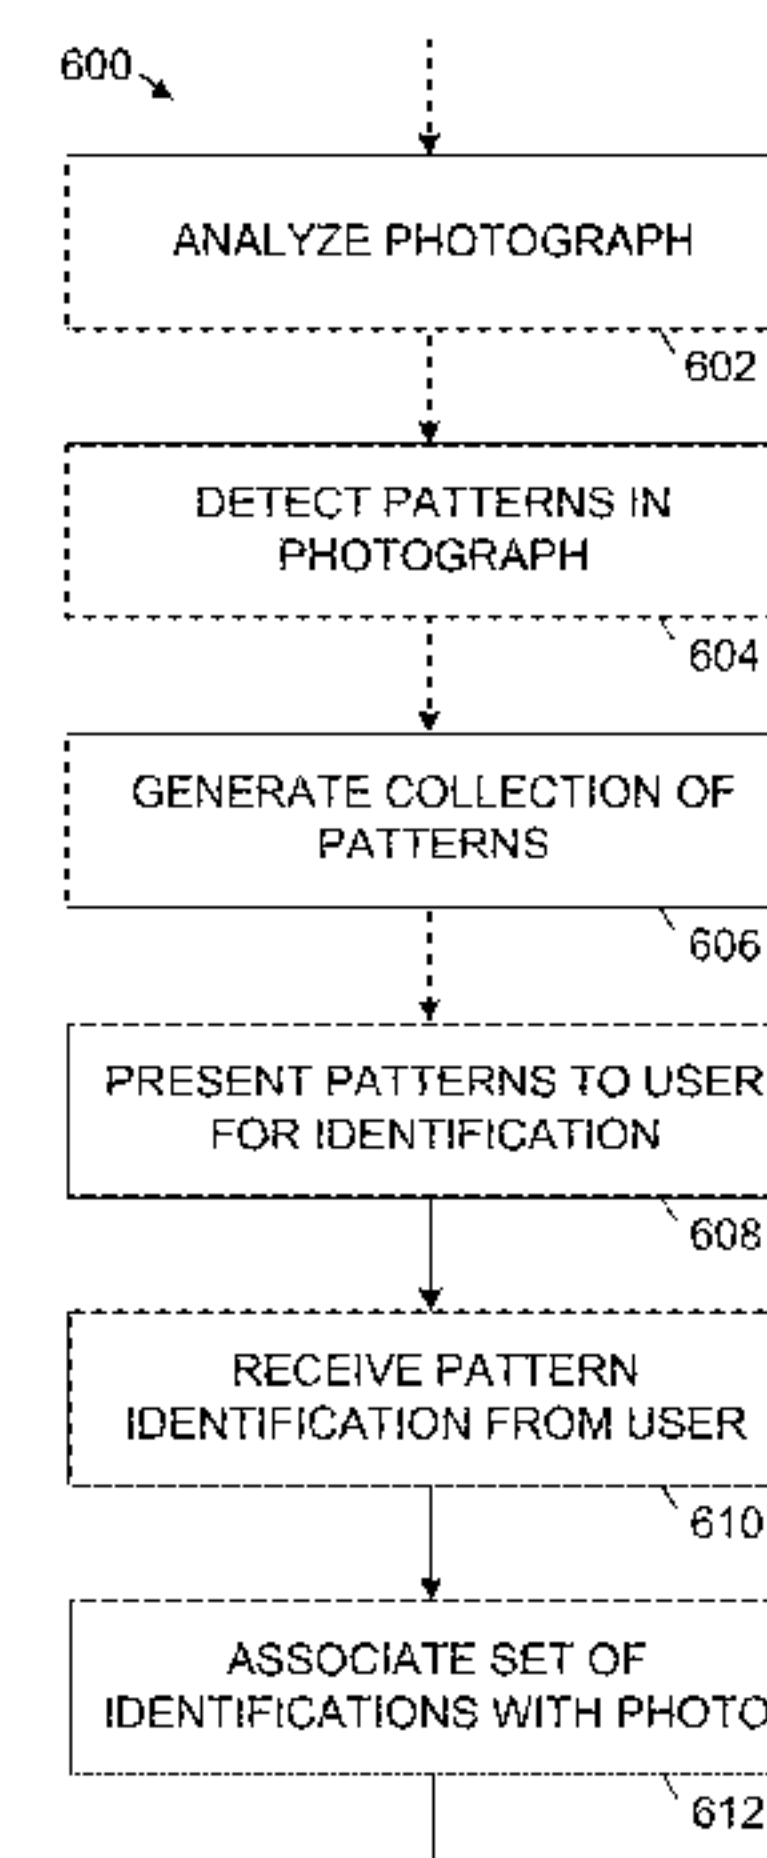 600
ANALYZE PHOTOGRAPH
602
DETECT PATTERNS IN
PHOTOGRAPH
604
GENERATE COLLECTION OF
PATTERNS
606
PRESENT PATTERNS TO USER
FOR IDENTIFICATION
608
RECEIVE PATTERN
IDENTIFICATION FROM USER
610
ASSOCIATE SET OF
IDENTIFICATIONS WITH PHOTO
612